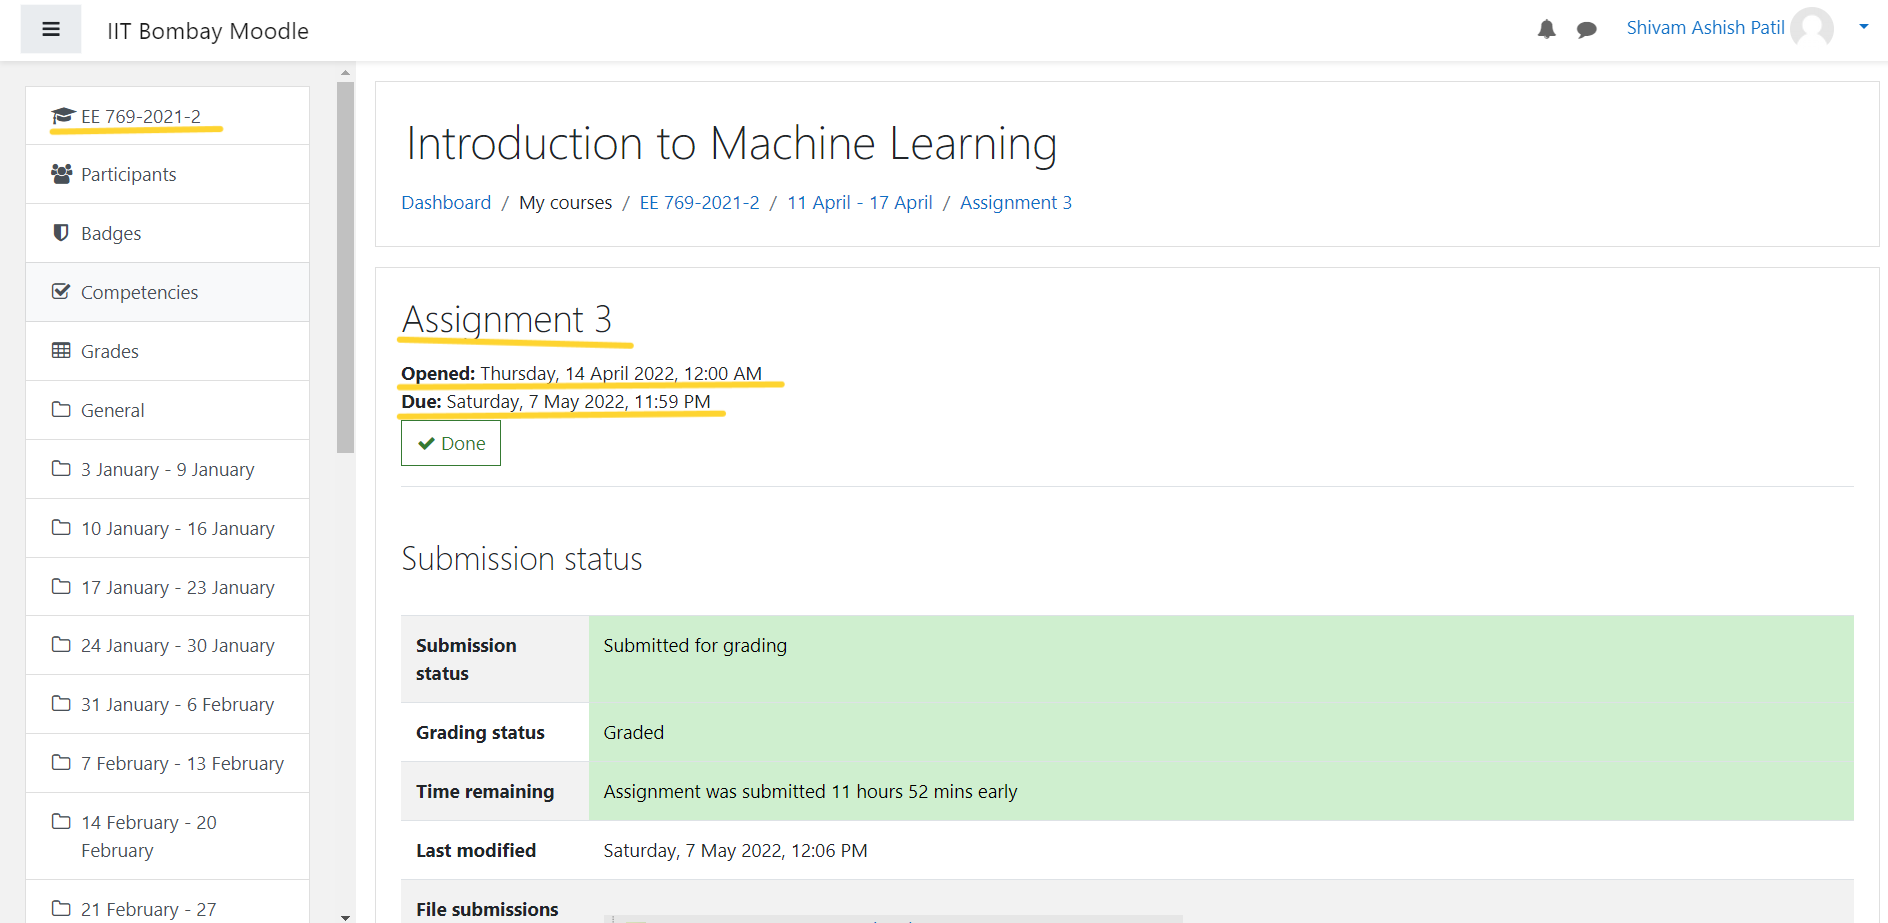 IIT Bombay Moodle
Shivam Ashish Patil
EE 769-2021-2
Participants
Badges
Competencies
Grades
General
3 January - 9 January
10 January - 16 January
17 January - 23 January
24 January - 30 January
31 January - 6 February
7 February - 13 February
14 February - 20
February
21 February - 27
Introduction to Machine Learning
Dashboard / My courses / EE 769-2021-2 / 11 April - 17 April / Assignment 3
Assignment 3
Opened: Thursday, 14 April 2022, 12:00 AM
Due: Saturday, 7 May 2022, 11:59 PM
Done
Submission status
Submission
status
Submitted for grading
Grading status
Graded
Time remaining
Assignment was submitted 11 hours 52 mins early
Last modified
Saturday, 7 May 2022, 12:06 PM
File submissions